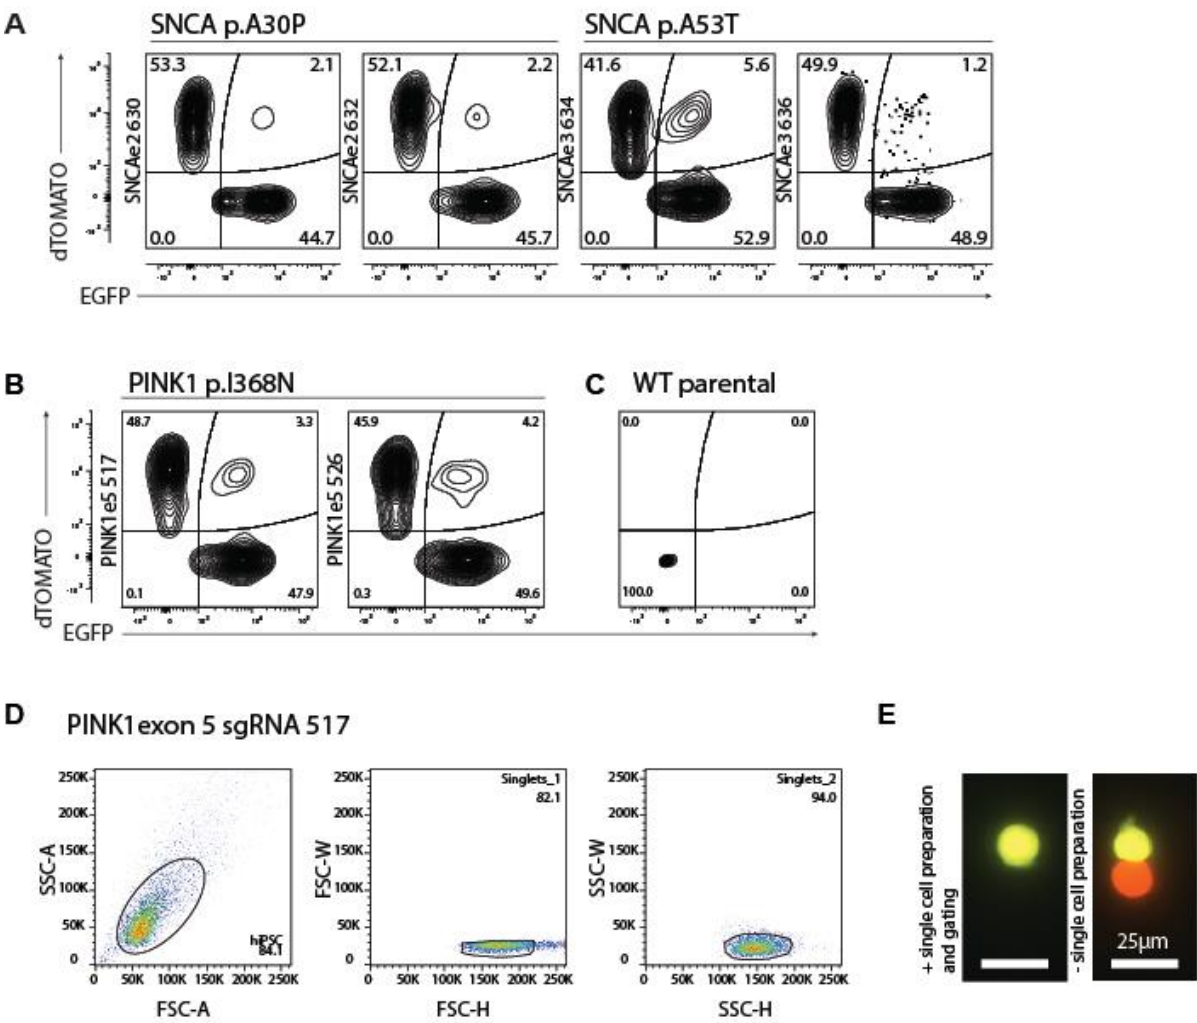 A
SNCA p.A30P
SNCA p.A53T
dTOMATO
SNCAe2 630
53.3 2.1
0.0 44.7
SNCAe2 632
52.1 2.2
0.0 45.7
SNCAe3 634
41.6 5.6
0.0 52.9
SNCAe3 636
49.9 1.2
0.0 48.9
EGFP
B
PINK1 p.I368N
C
WT parental
dTOMATO
PINK1e5 517
48.7 3.3
0.1 47.9
PINK1e5 526
45.9 4.2
0.3 49.6
0.0 0.0
100.0 0.0
EGFP
D
PINK1exon 5 sgRNA 517
E
SSC-A
250K
200K
150K
100K
50K
0
hiPSC
84.1
0 50K 100K 150K 200K 250K
FSC-A
FSC-W
250K
200K
150K
100K
50K
0
Singlets_1
82.1
0 50K 100K 150K 200K 250K
FSC-H
SSC-W
250K
200K
150K
100K
50K
0
Singlets_2
94.0
0 50K 100K 150K 200K 250K
SSC-H
+ single cell preparation
and gating
- single cell preparation
25µm